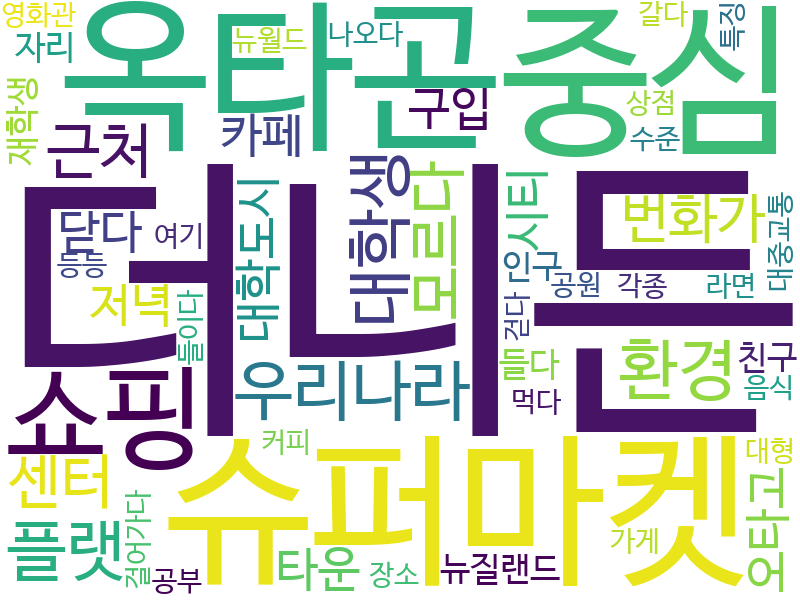 영화관
뉴월드
나오다
갈다
특징
자리
옥타곤
중심
재학생
근처
카페
구입
상점
수준
더니든
닫다
여기
등등
대학도시
대학생
모르다
시티
번화가
대중교통
저녁
들이다
인구
공원
각종
라면
걷다
쇼핑
우리나라
들다
먹다
환경
친구
음식
센터
커피
슈퍼마켓
대형
플랫
걸어가다
공부
타운
장소
뉴질랜드
가게
오타고